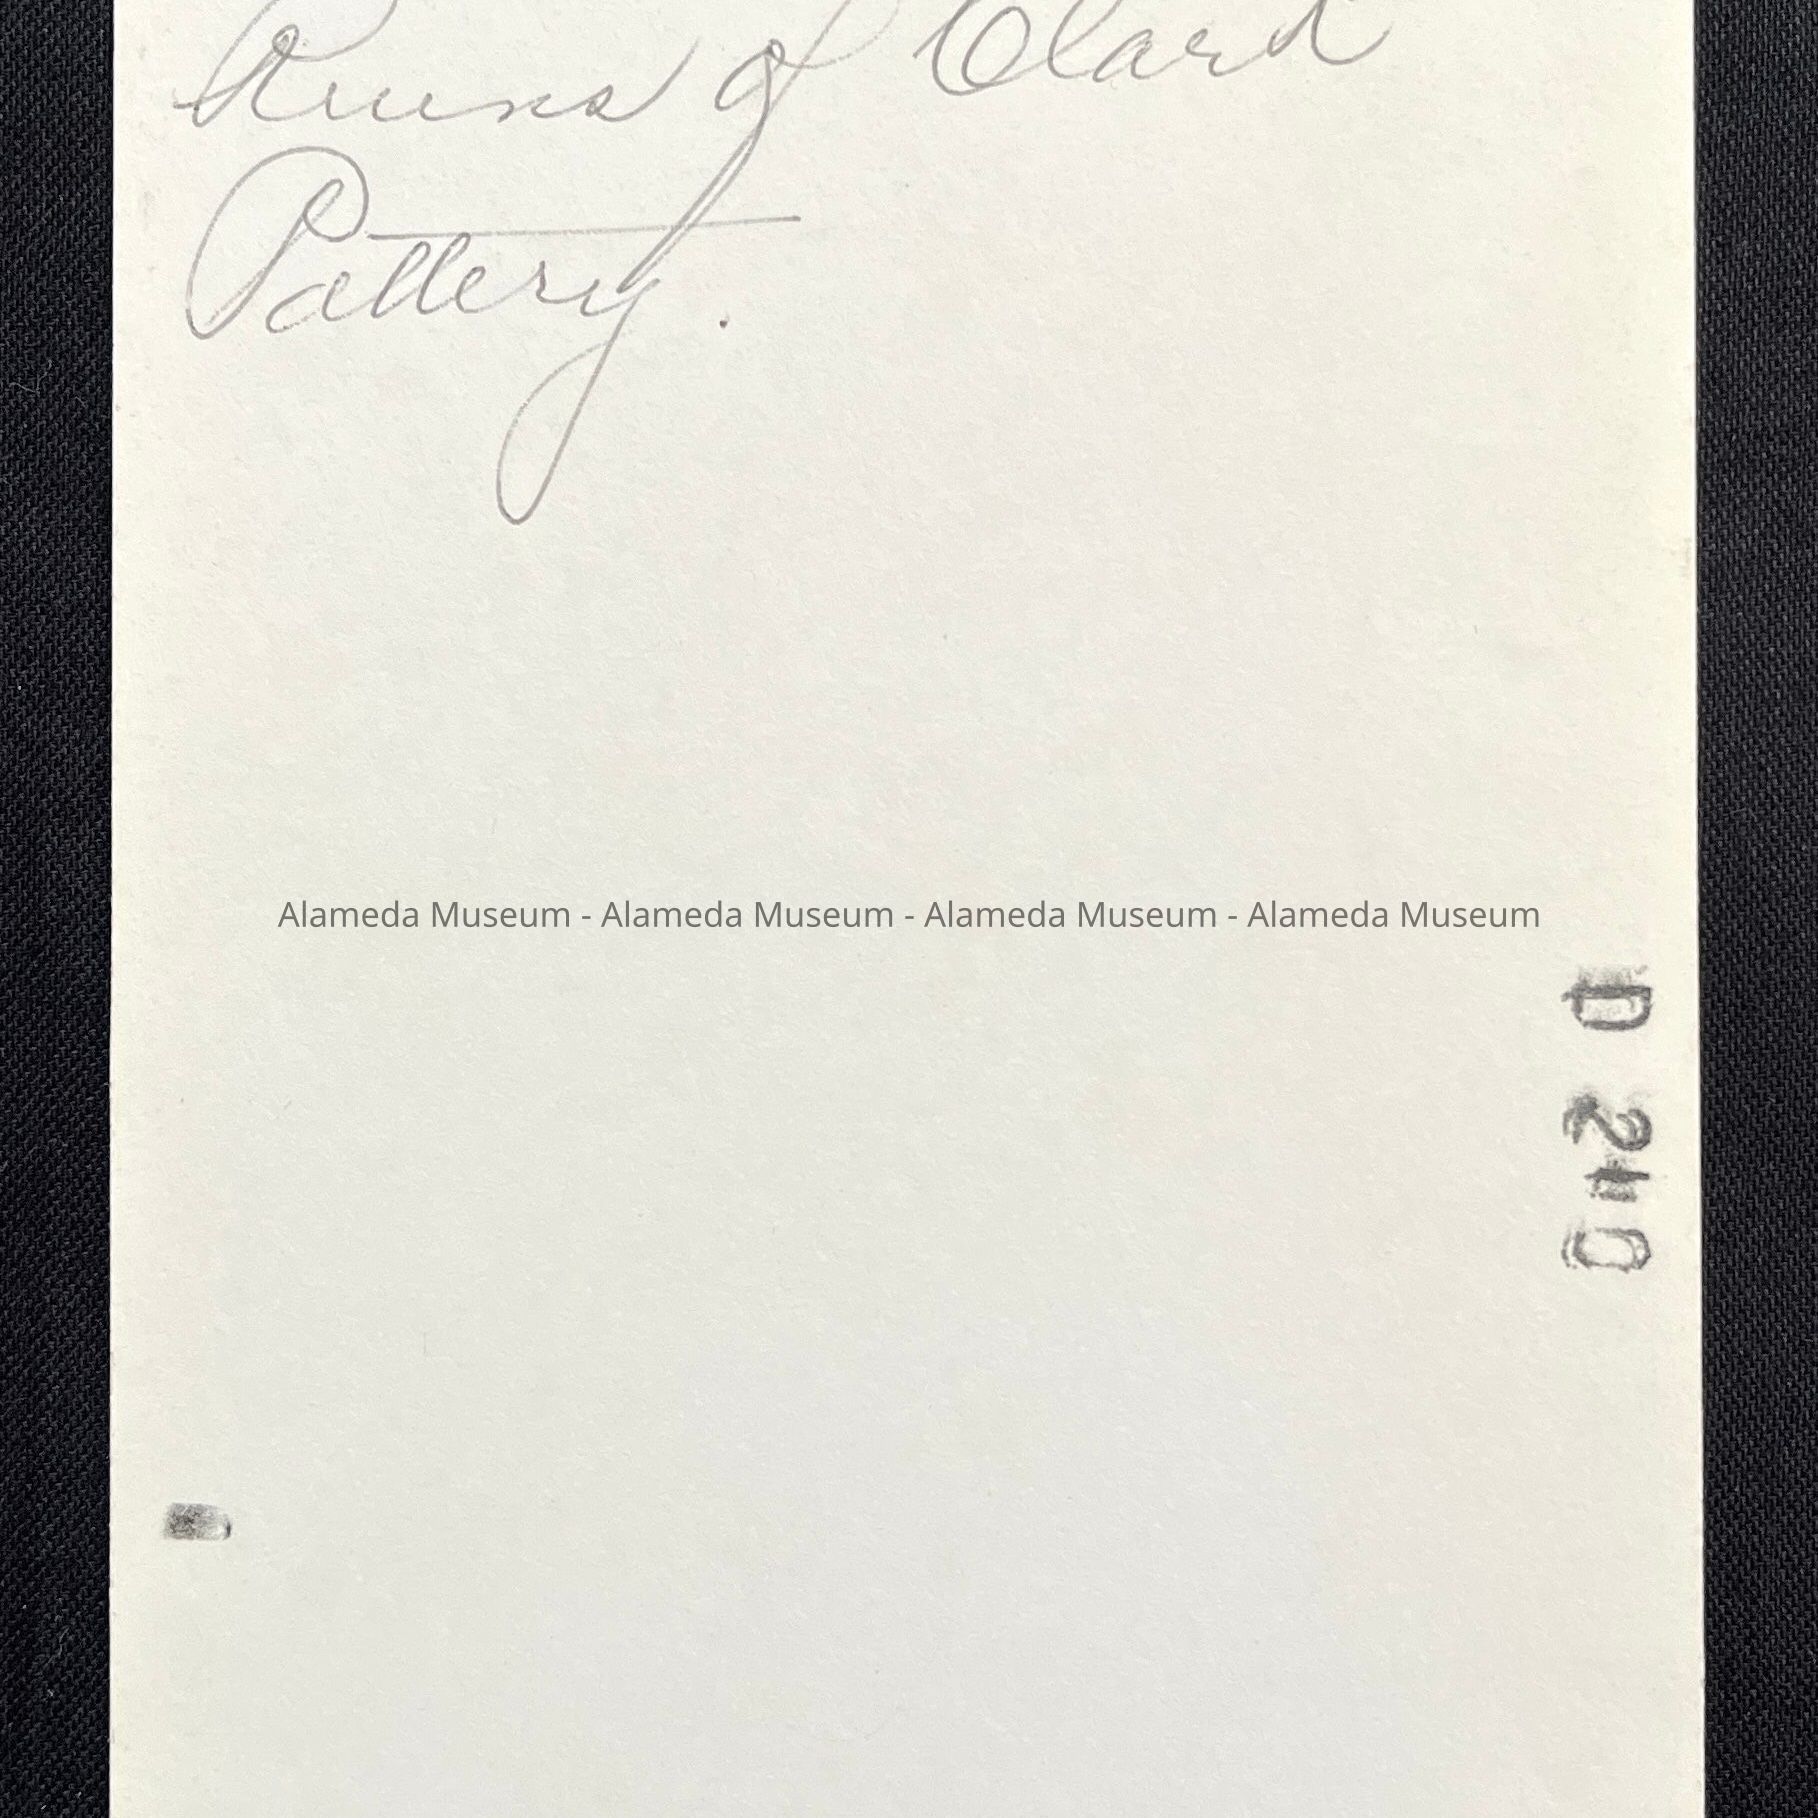 Ruins of Clark
Pottery.
Alameda Museum - Alameda Museum - Alameda Museum - Alameda Museum
D 240